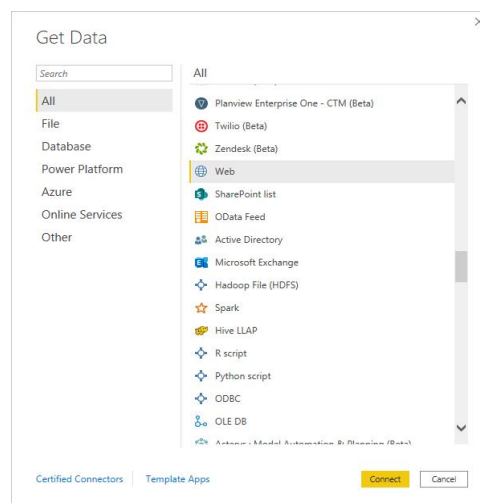 Get Data
Search
All
File
Database
Power Platform
Azure
Online Services
Other
All
Planview Enterprise One - CTM (Beta)
Twilio (Beta)
Zendesk (Beta)
Web
SharePoint list
OData Feed
Active Directory
Microsoft Exchange
Hadoop File (HDFS)
Spark
Hive LLAP
R script
Python script
ODBC
OLE DB
Certified Connectors
Template Apps
Connect
Cancel